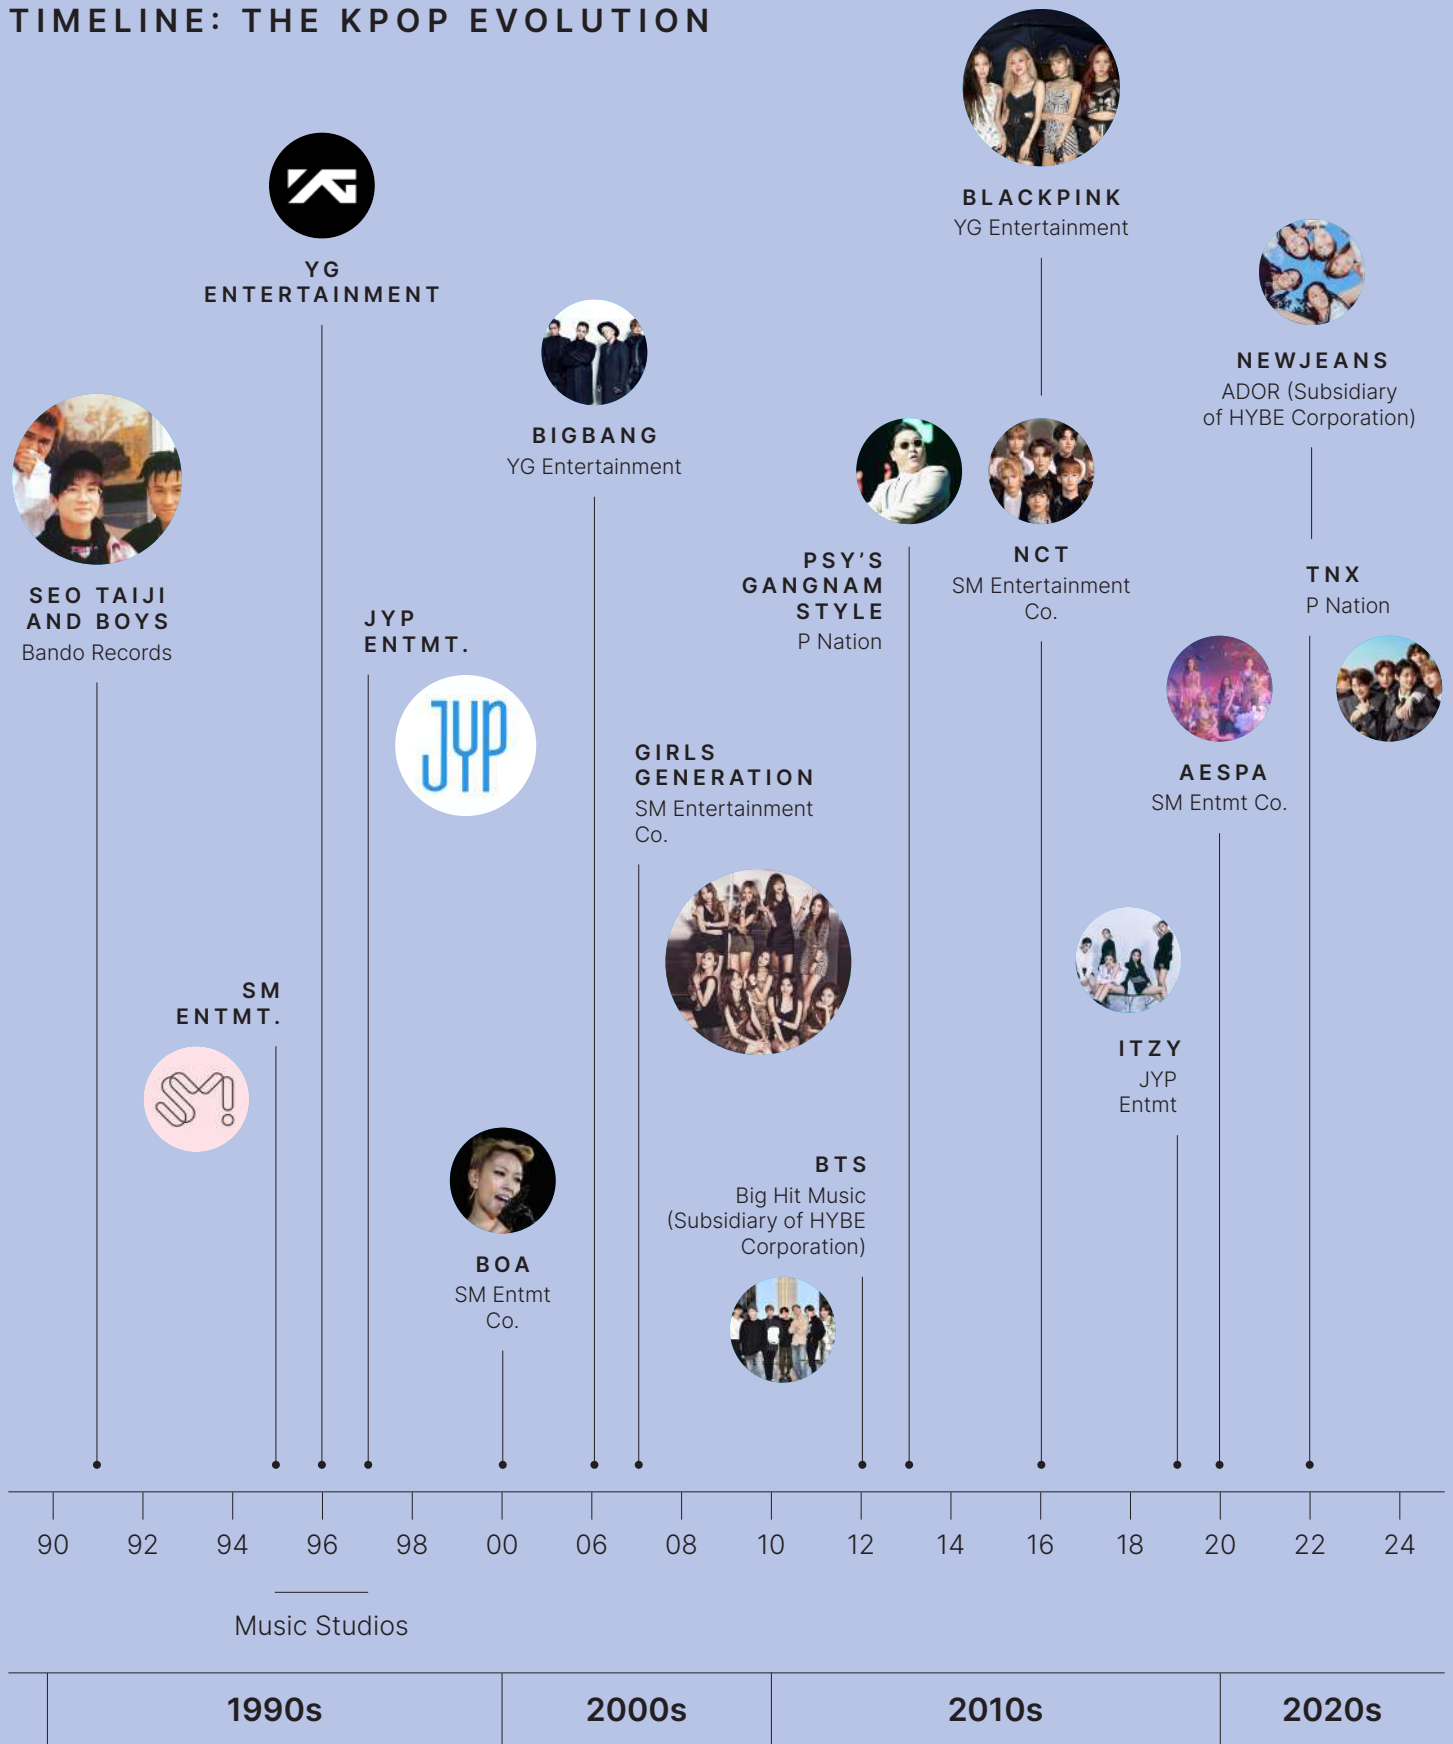 TIMELINE: THE KPOP EVOLUTION
BLACKPINK
YG Entertainment
YG
YG
ENTERTAINMENT
NEWJEANS
ADOR (Subsidiary
of HYBE Corporation)
BIGBANG
YG Entertainment
SEO TAIJI
AND BOYS
Bando Records
PSY’S
GANGNAM
STYLE
P Nation
NCT
SM Entertainment
Co.
TNX
P Nation
JYP
ENTMT.
JYP
GIRLS
GENERATION
SM Entertainment
Co.
AESPA
SM Entmt Co.
SM
ENTMT.
SM!
ITZY
JYP
Entmt
BOA
SM Entmt
Co.
BTS
Big Hit Music
(Subsidiary of HYBE
Corporation)
90 92 94 96 98 00 06 08 10 12 14 16 18 20 22 24
Music Studios
1990s 2000s 2010s 2020s